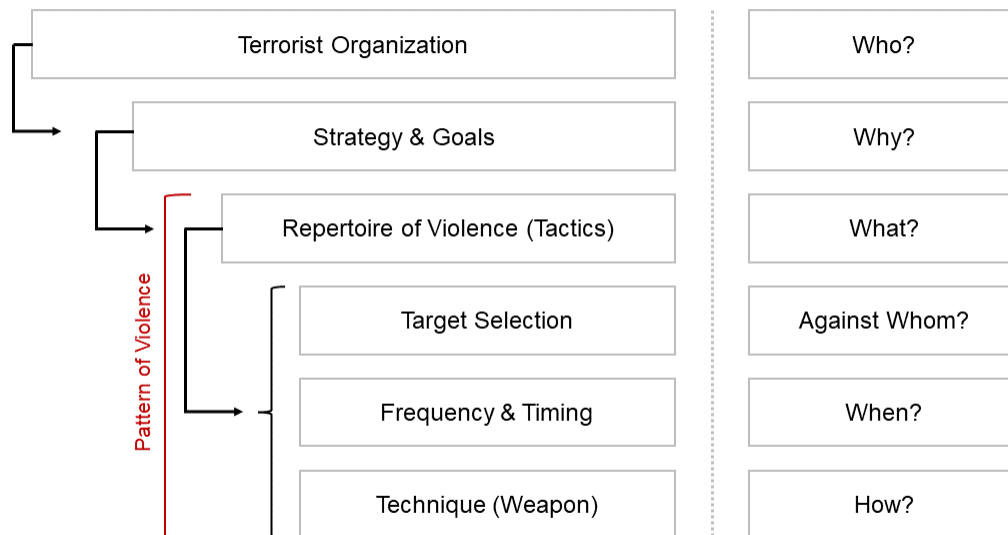 Terrorist Organization
Who?
Strategy & Goals
Why?
Repertoire of Violence (Tactics)
What?
Pattern of Violence
Target Selection
Against Whom?
Frequency & Timing
When?
Technique (Weapon)
How?